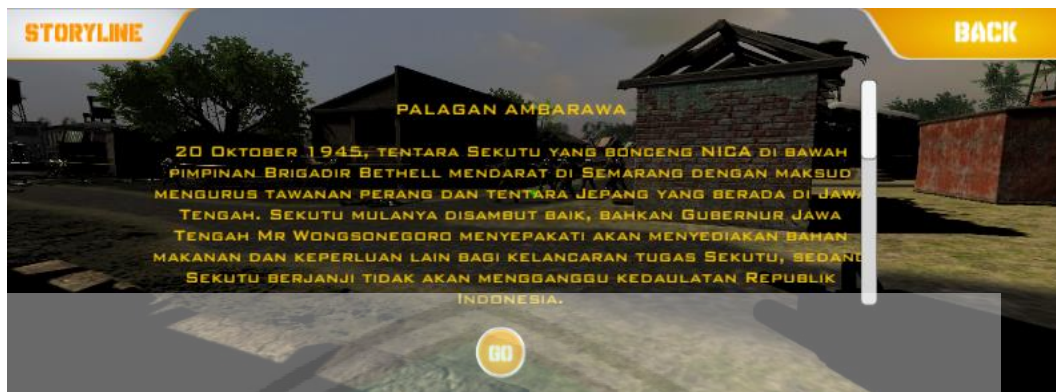 STORYLINE
BACK
PALAGAN AMBARAWA
20 OKTOBER 1945, TENTARA SEKUTU YANG BONCENG NICA DI BAWAH
PIMPINAN BRIGADIR BETHELL MENDARAT DI SEMARANG DENGAN MAKSUD
MENGURUS TAWANAN PERANG DAN TENTARA JEPANG YANG BERADA DI JAWA
TENGAH. SEKUTU MULANYA DISAMBUT BAIK, BAHKAN GUBERNUR JAWA
TENGAH MR WONGSONEGORO MENYEPAKATI AKAN MENYEDIAKAN BAHAN
MAKANAN DAN KEPERLUAN LAIN BAGI KELANCARAN TUGAS SEKUTU, SEDANG
SEKUTU BERJANJI TIDAK AKAN MENGGANGGU KEDAULATAN REPUBLIK
INDONESIA.
GO